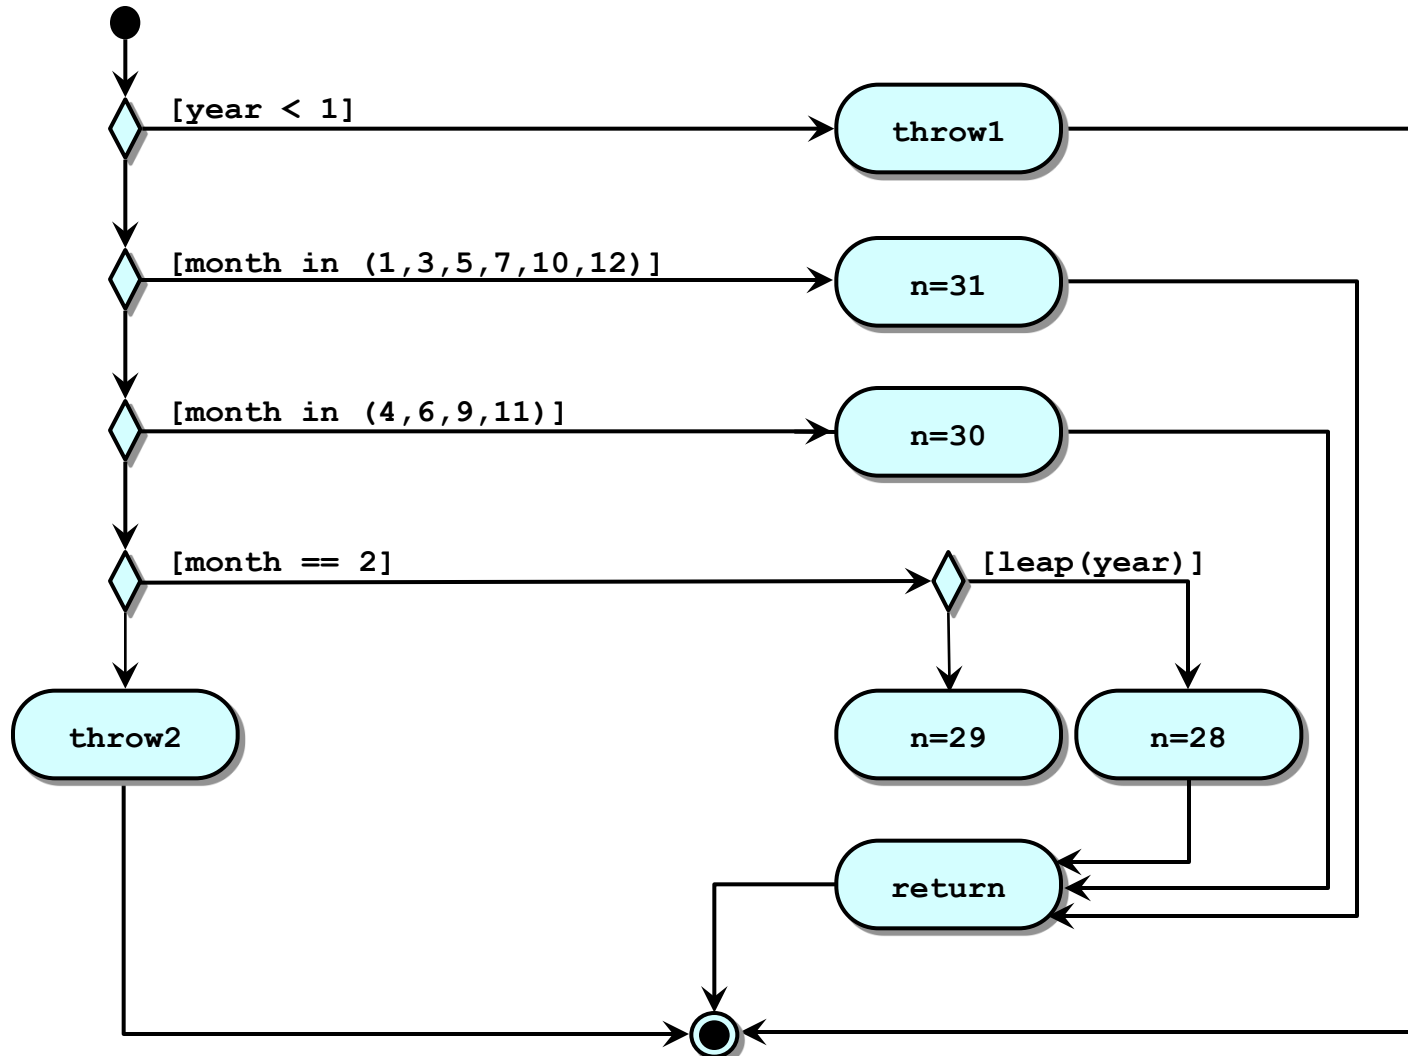 [year < 1]
throw1
[month in (1,3,5,7,10,12)]
n=31
[month in (4,6,9,11)]
n=30
[month == 2]
[leap(year)]
throw2
n=29
n=28
return